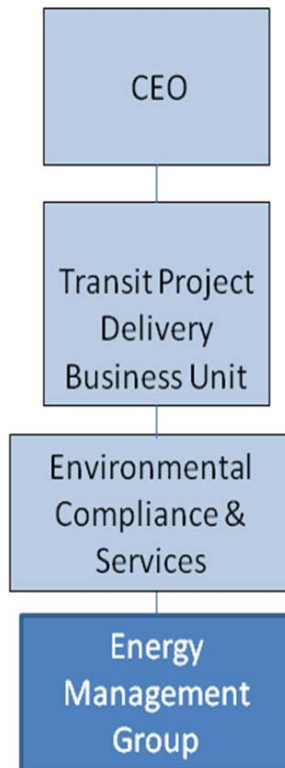 CEO
Transit Project
Delivery
Business Unit
Environmental
Compliance &
Services
Energy
Management
Group